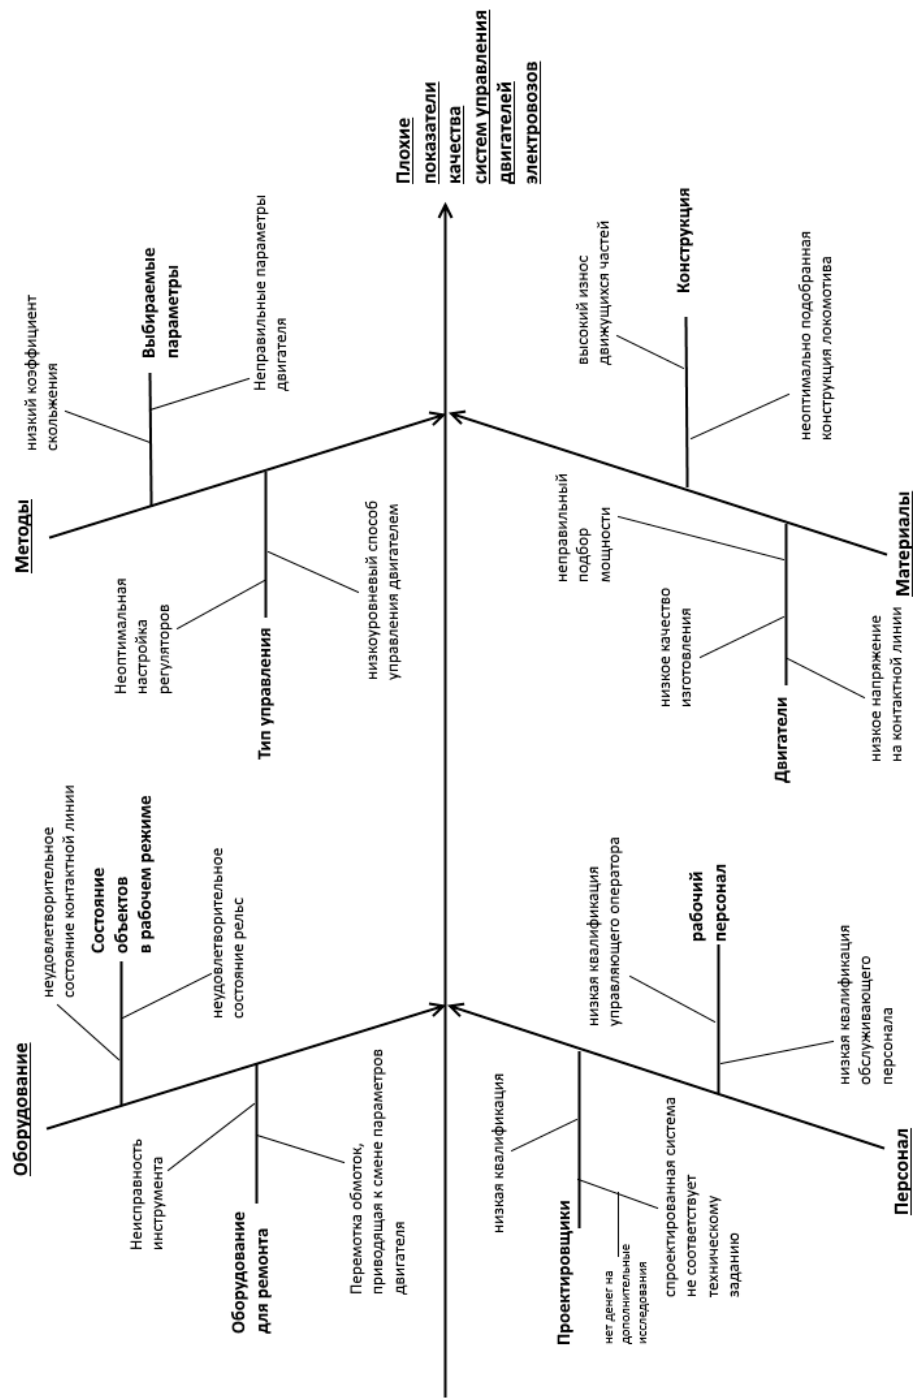 Оборудование
неудовлетворительное
состояние контактной линии
Состояние
объектов
в рабочем режиме
неудовлетворительное
состояние рельс
Неисправность
инструмента
Оборудование
для ремонта
Перемотка обмоток,
приводящая к смене параметров
двигателя
Методы
низкий коэффициент
скольжения
Выбираемые
параметры
Неправильные параметры
двигателя
Неоптимальная
настройка
регуляторов
Тип управления
низкоуровневый способ
управления двигателем
Плохие
показатели
качества
систем управления
двигателей
электровозов
низкая квалификация
Проектировщики
нет денег на
дополнительные
исследования
спроектированная система
не соответствует
техническому
заданию
низкая квалификация
управляющего оператора
рабочий
персонал
низкая квалификация
обслуживающего
персонала
Персонал
неправильный
подбор
мощности
низкое качество
изготовления
Двигатели
низкое напряжение
на контактной линии
высокий износ
движущихся частей
Конструкция
неоптимально подобранная
конструкция локомотива
Материалы